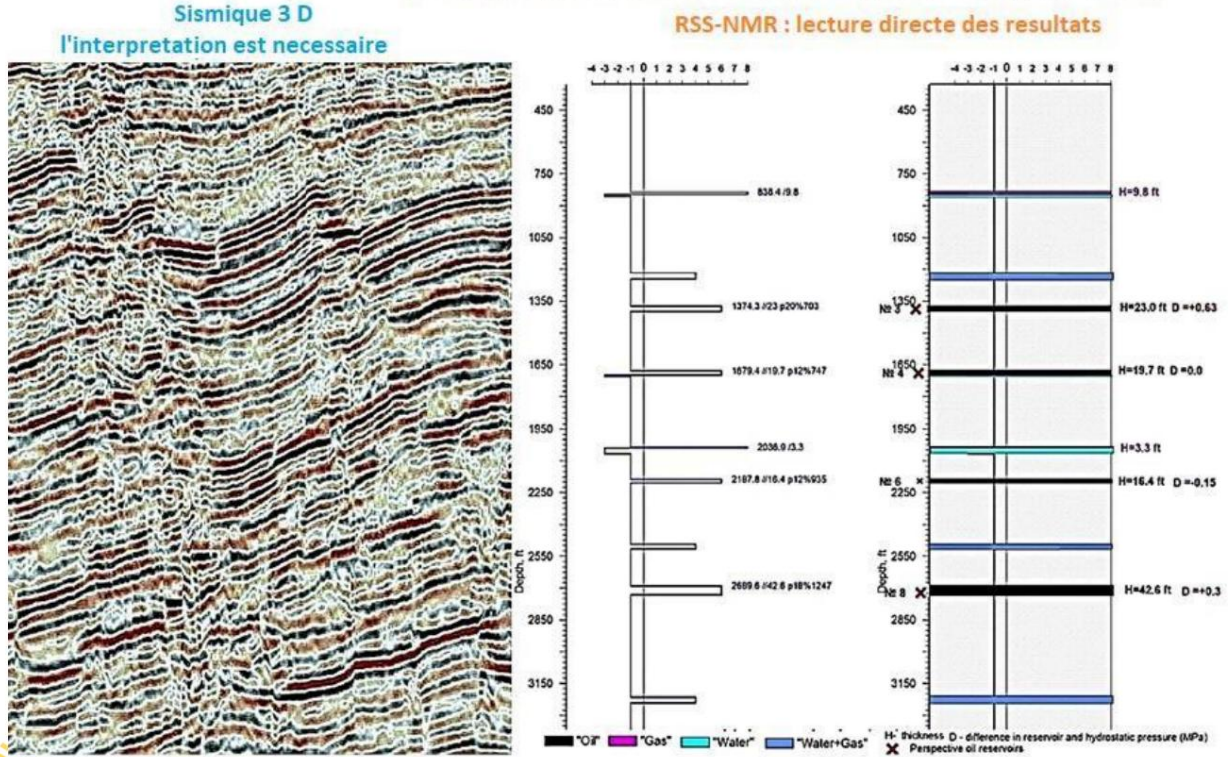 Sismique 3 D
l'interpretation est necessaire
RSS-NMR : lecture directe des resultats
-4 -3 -2 -1 0 1 2 3 4 5 6 7 8
450
750
1050
1350
1650
1950
2250
2550
2850
3150
Depth, ft
838.4 /9.8
1374.3 //23 p20%703
1679.4 //19.7 p12%747
2036.0 /3.3
2187.8 //16.4 p12%935
2689.6 //42.6 p18%1247
-4 -3 -2 -1 0 1 2 3 4 5 6 7 8
450
750
1050
1350
1650
1950
2250
2550
2850
3150
Depth, ft
№ 3
№ 4
№ 6
№ 8
H=9.8 ft
H=23.0 ft D =+0.63
H=19.7 ft D =0.0
H=3.3 ft
H=16.4 ft D =-0.15
H=42.6 ft D =+0.3
"Oil" "Gas" "Water" "Water+Gas"
H- thickness D - difference in reservoir and hydrostatic pressure (MPa)
Perspective oil reservoirs